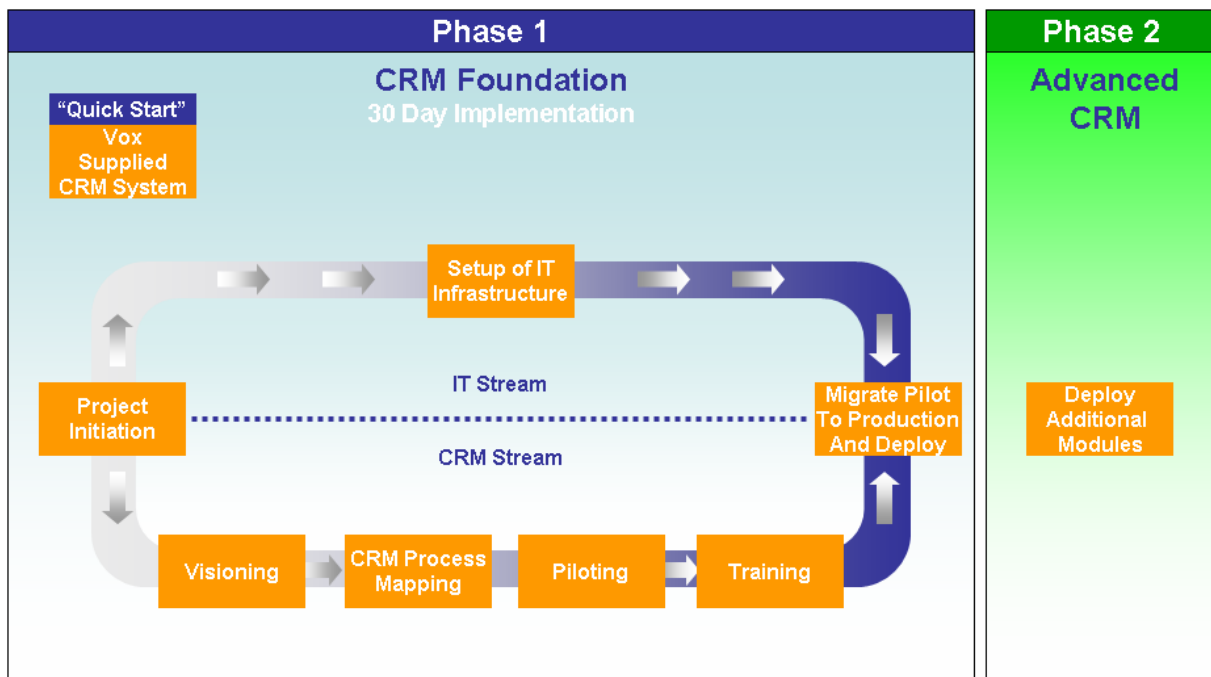 Phase 1
Phase 2
CRM Foundation
30 Day Implementation
Advanced
CRM
“Quick Start”
Vox
Supplied
CRM System
Setup of IT
Infrastructure
IT Stream
Project
Initiation
Migrate Pilot
To Production
And Deploy
Deploy
Additional
Modules
CRM Stream
Visioning
CRM Process
Mapping
Piloting
Training